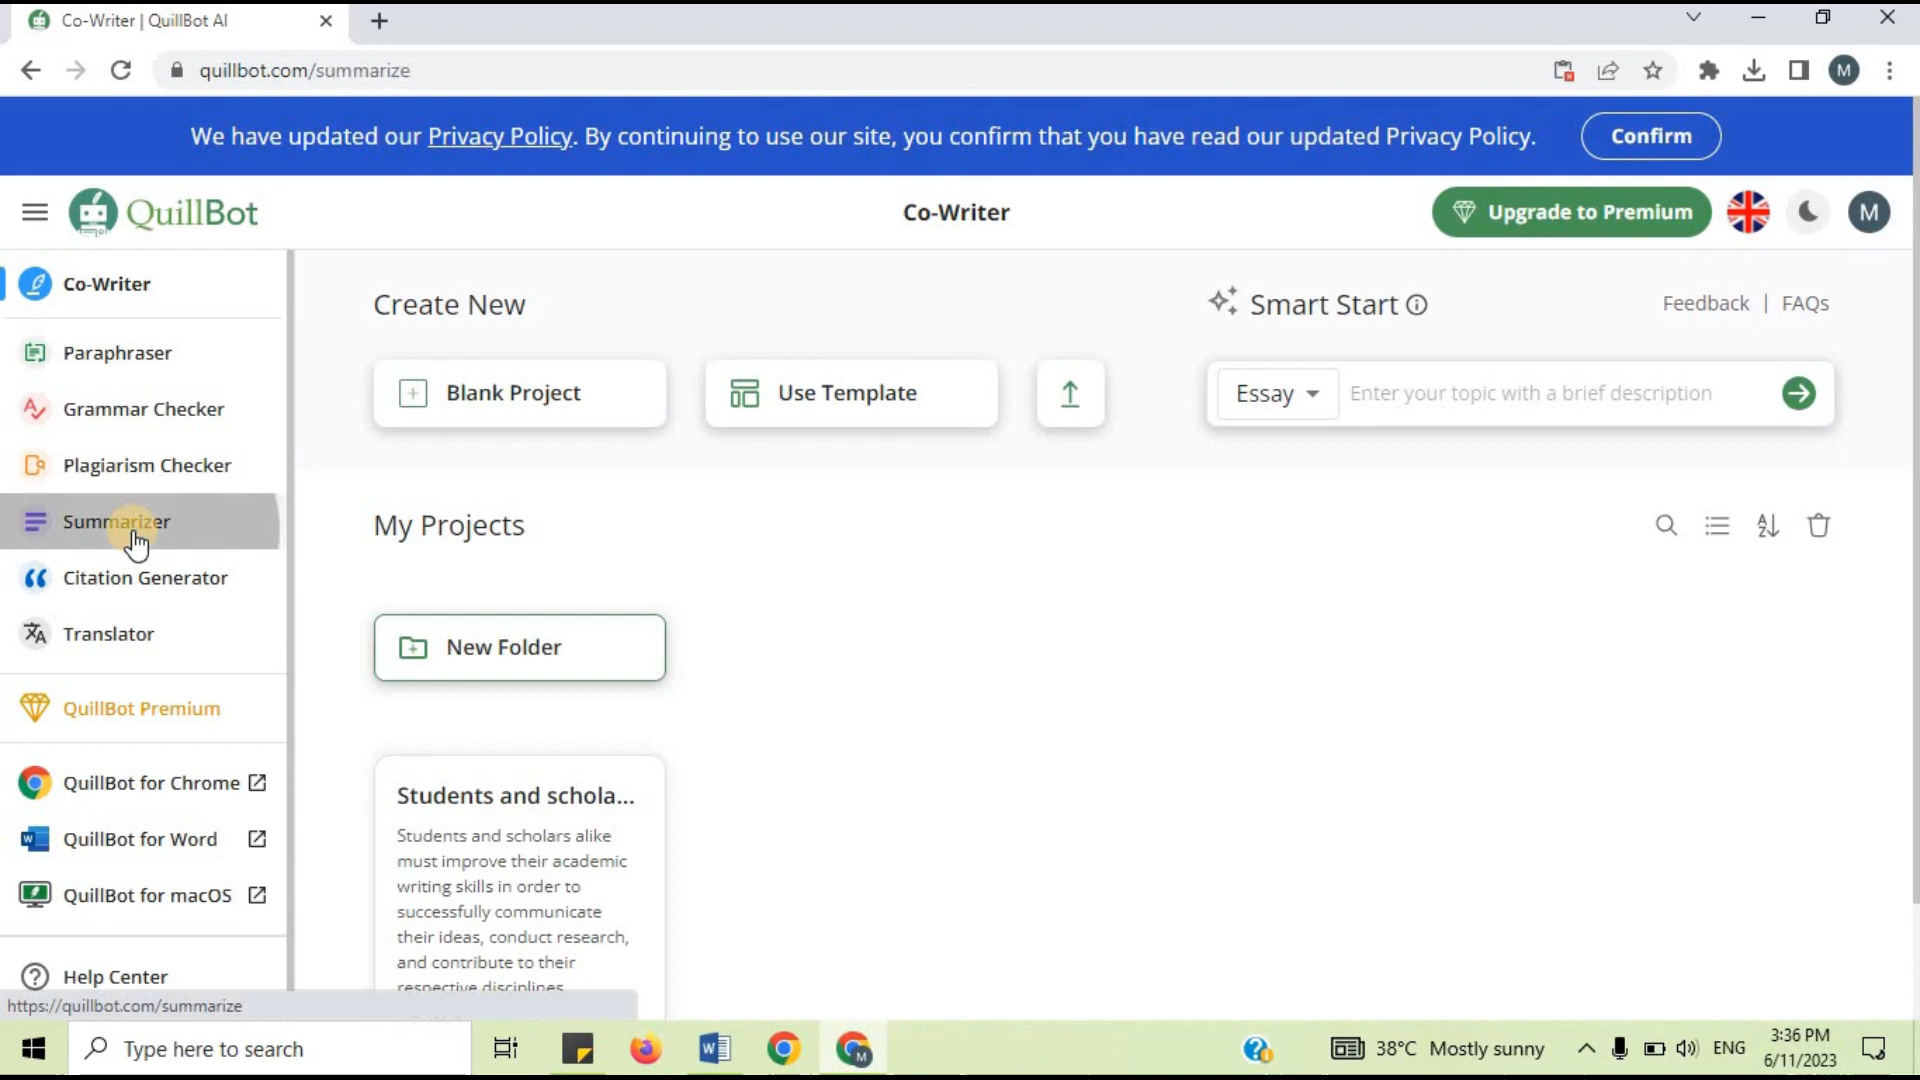 Co-Writer | QuillBot AI
quillbot.com/summarize
M
We have updated our Privacy Policy. By continuing to use our site, you confirm that you have read our updated Privacy Policy.
Confirm
QuillBot
Co-Writer
Upgrade to Premium
M
Co-Writer
Paraphraser
Grammar Checker
Plagiarism Checker
Summarizer
Citation Generator
Translator
QuillBot Premium
QuillBot for Chrome
QuillBot for Word
QuillBot for macOS
Help Center
https://quillbot.com/summarize
Create New
Smart Start
Feedback | FAQs
Blank Project
Use Template
Essay
Enter your topic with a brief description
My Projects
New Folder
Students and schola...
Students and scholars alike
must improve their academic
writing skills in order to
successfully communicate
their ideas, conduct research,
and contribute to their
respective disciplines.
Type here to search
38°C Mostly sunny
ENG
3:36 PM
6/11/2023